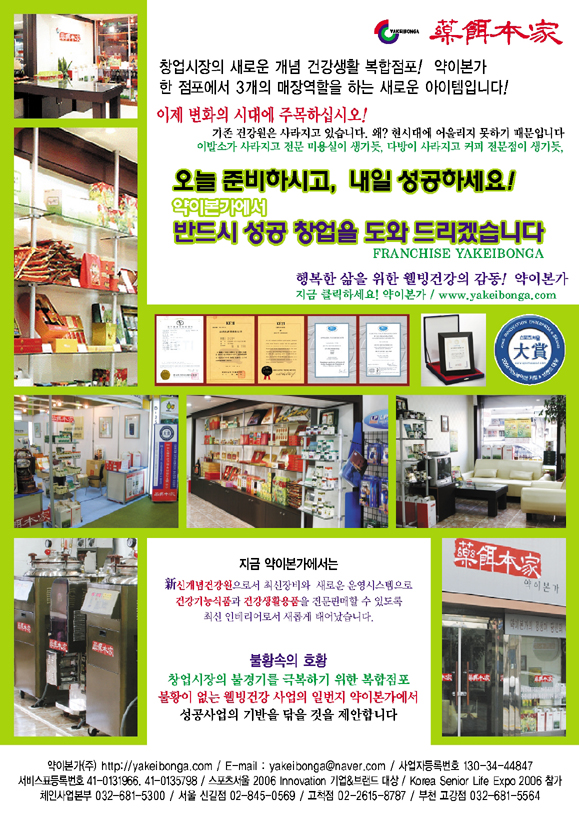 YAKEIBONGA 藥餌本家
창업시장의 새로운 개념 건강생활 복합점포! 약이본가
한 점포에서 3개의 매장역할을 하는 새로운 아이템입니다!
이제 변화의 시대에 주목하십시오!
기존 건강원은 사라지고 있습니다. 왜? 현시대에 어울리지 못하기 때문입니다
이발소가 사라지고 전문 미용실이 생기듯, 다방이 사라지고 커피 전문점이 생기듯,
오늘 준비하시고, 내일 성공하세요!
약이본가에서
반드시 성공 창업을 도와 드리겠습니다
FRANCHISE YAKEIBONGA
행복한 삶을 위한 웰빙건강의 감동! 약이본가
지금 클릭하세요! 약이본가 / www.yakeibonga.com
大賞
藥餌本家
藥餌本家
약이본가
지금 약이본가에서는
新신개념건강원으로서 최신장비와 새로운 운영시스템으로
건강기능식품과 건강생활용품을 전문판매할 수 있도록
최신 인테리어로서 새롭게 태어났습니다.
불황속의 호황
창업시장의 불경기를 극복하기 위한 복합점포
불황이 없는 웰빙건강 사업의 일번지 약이본가에서
성공사업의 기반을 닦을 것을 제안합니다
약이본가(주) http://yakeibonga.com / E-mail : yakeibonga@naver.com / 사업자등록번호 130-34-44847
서비스표등록번호 41-0131966, 41-0135798 / 스포츠서울 2006 Innovation 기업&브랜드 대상 / Korea Senior Life Expo 2006 참가
체인사업본부 032-681-5300 / 서울 신길점 02-845-0569 / 고척점 02-2615-8787 / 부천 고강점 032-681-5564